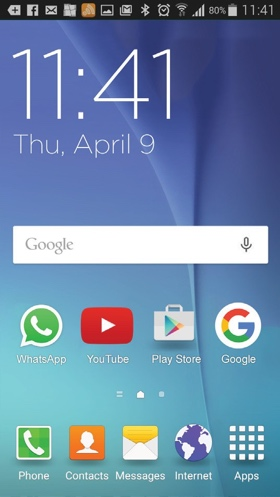 80% 11:41
11:41
Thu, April 9
Google
WhatsApp YouTube Play Store Google
Phone Contacts Messages Internet Apps